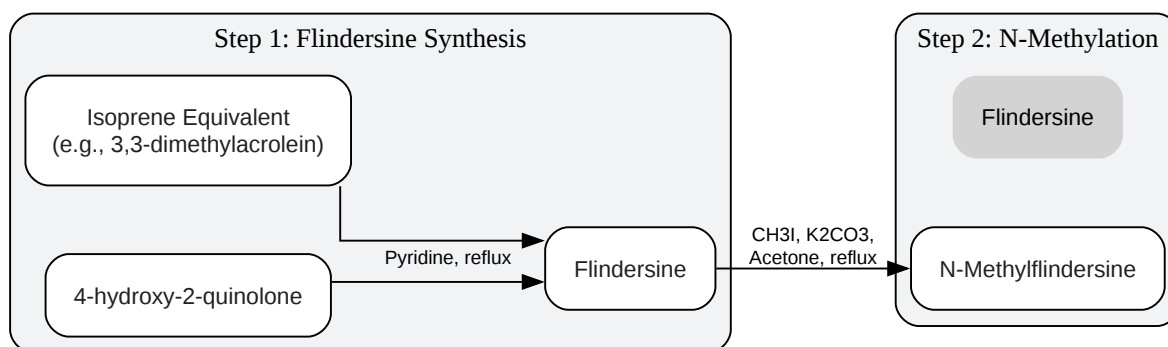 Step 1: Flindersine Synthesis
Isoprene Equivalent
(e.g., 3,3-dimethylacrolein)
4-hydroxy-2-quinolone
Pyridine, reflux
Flindersine
CH3I, K2CO3,
Acetone, reflux
Step 2: N-Methylation
Flindersine
N-Methylflindersine